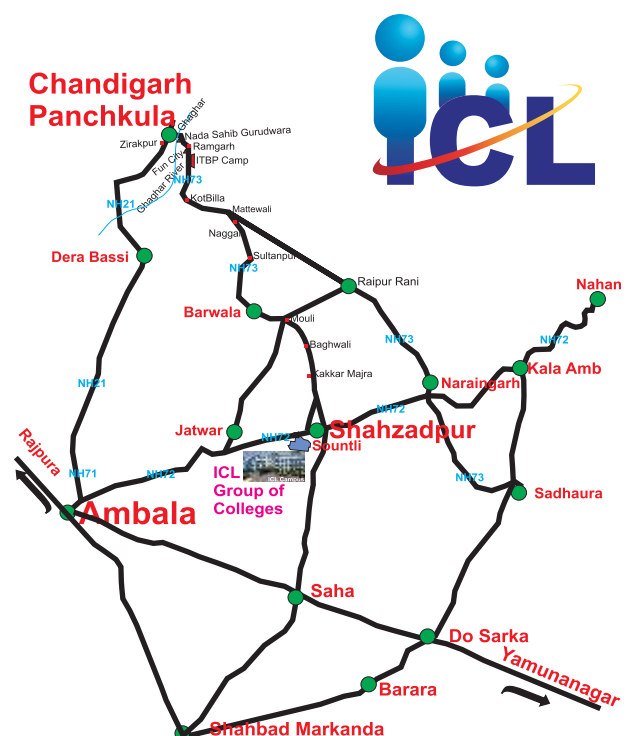 ICL
Chandigarh
Panchkula
Ghaghar
Nada Sahib Gurudwara
Zirakpur
Ramgarh
Fun City
ITBP Camp
Ghaghar River
NH73
KotBilla
NH21
Mattewali
Naggal
Dera Bassi
Sultanpur
NH73
Raipur Rani
Nahan
Barwala
Mouli
NH73
NH72
Baghwali
Kala Amb
Kakkar Majra
NH21
Naraingarh
NH72
Jatwar
NH72
Shahzadpur
Sountli
Rajpura
NH71
NH72
ICL
Group of
Colleges
ICL Campus
NH73
Sadhaura
Ambala
Saha
Do Sarka
Yamunanagar
Barara
Shahbad Markanda